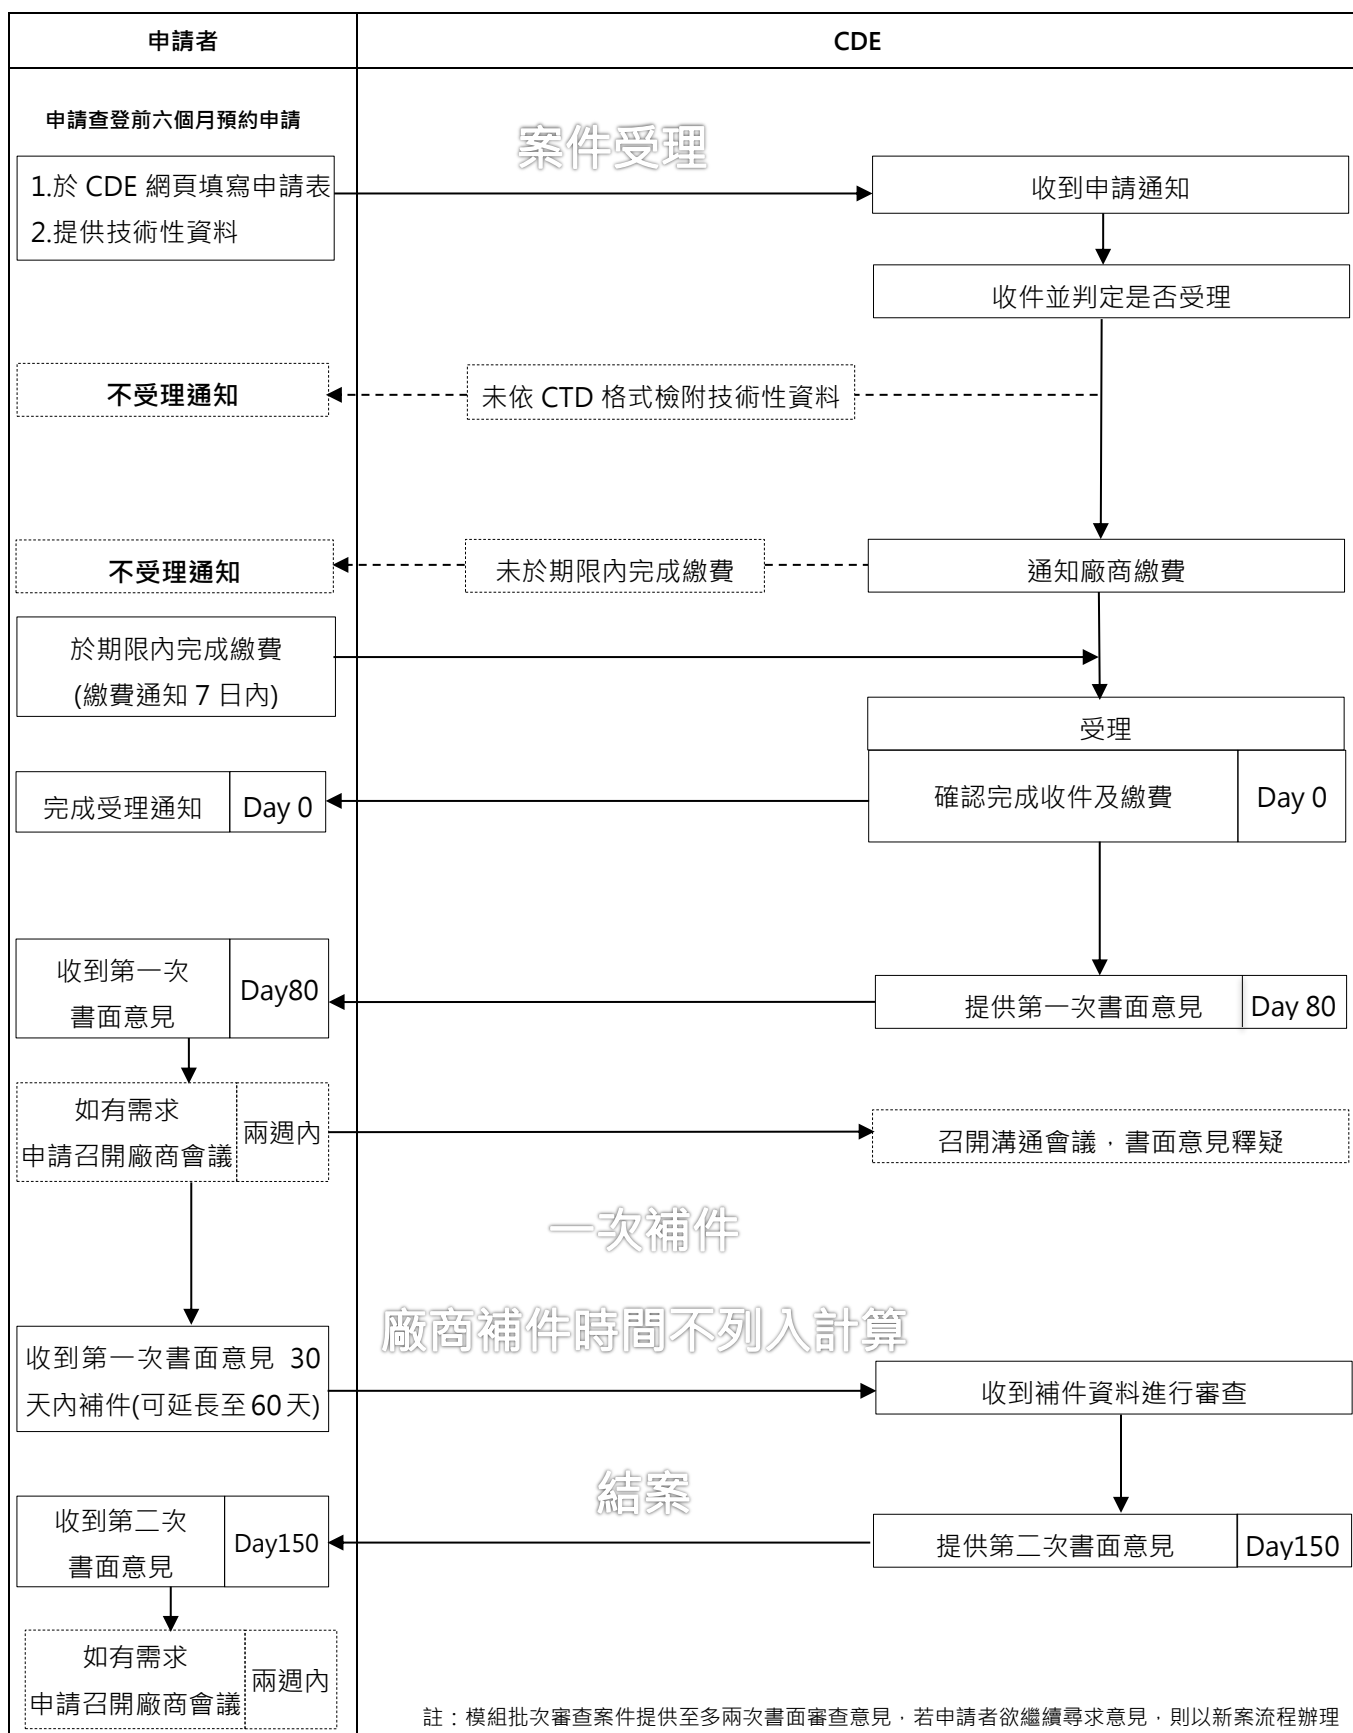 申請者
CDE
申請查登前六個月預約申請
案件受理
1.於 CDE 網頁填寫申請表
2.提供技術性資料
收到申請通知
收件並判定是否受理
不受理通知
未依 CTD 格式檢附技術性資料
不受理通知
未於期限內完成繳費
通知廠商繳費
於期限內完成繳費
(繳費通知 7 日內)
受理
完成受理通知
Day 0
確認完成收件及繳費
Day 0
收到第一次
書面意見
Day80
提供第一次書面意見
Day 80
如有需求
申請召開廠商會議
兩週內
召開溝通會議，書面意見釋疑
一次補件
廠商補件時間不列入計算
收到第一次書面意見 30
天內補件(可延長至 60 天)
收到補件資料進行審查
結案
收到第二次
書面意見
Day150
提供第二次書面意見
Day150
如有需求
申請召開廠商會議
兩週內
註：模組批次審查案件提供至多兩次書面審查意見，若申請者欲繼續尋求意見，則以新案流程辦理